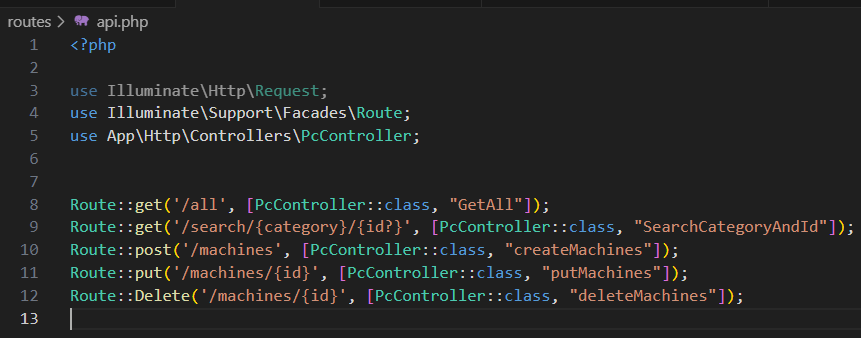 routes > api.php
1 <?php
2
3 use Illuminate\Http\Request;
4 use Illuminate\Support\Facades\Route;
5 use App\Http\Controllers\PcController;
6
7
8 Route::get('/all', [PcController::class, "GetAll"]);
9 Route::get('/search/{category}/{id?}', [PcController::class, "SearchCategoryAndId"]);
10 Route::post('/machines', [PcController::class, "createMachines"]);
11 Route::put('/machines/{id}', [PcController::class, "putMachines"]);
12 Route::Delete('/machines/{id}', [PcController::class, "deleteMachines"]);
13